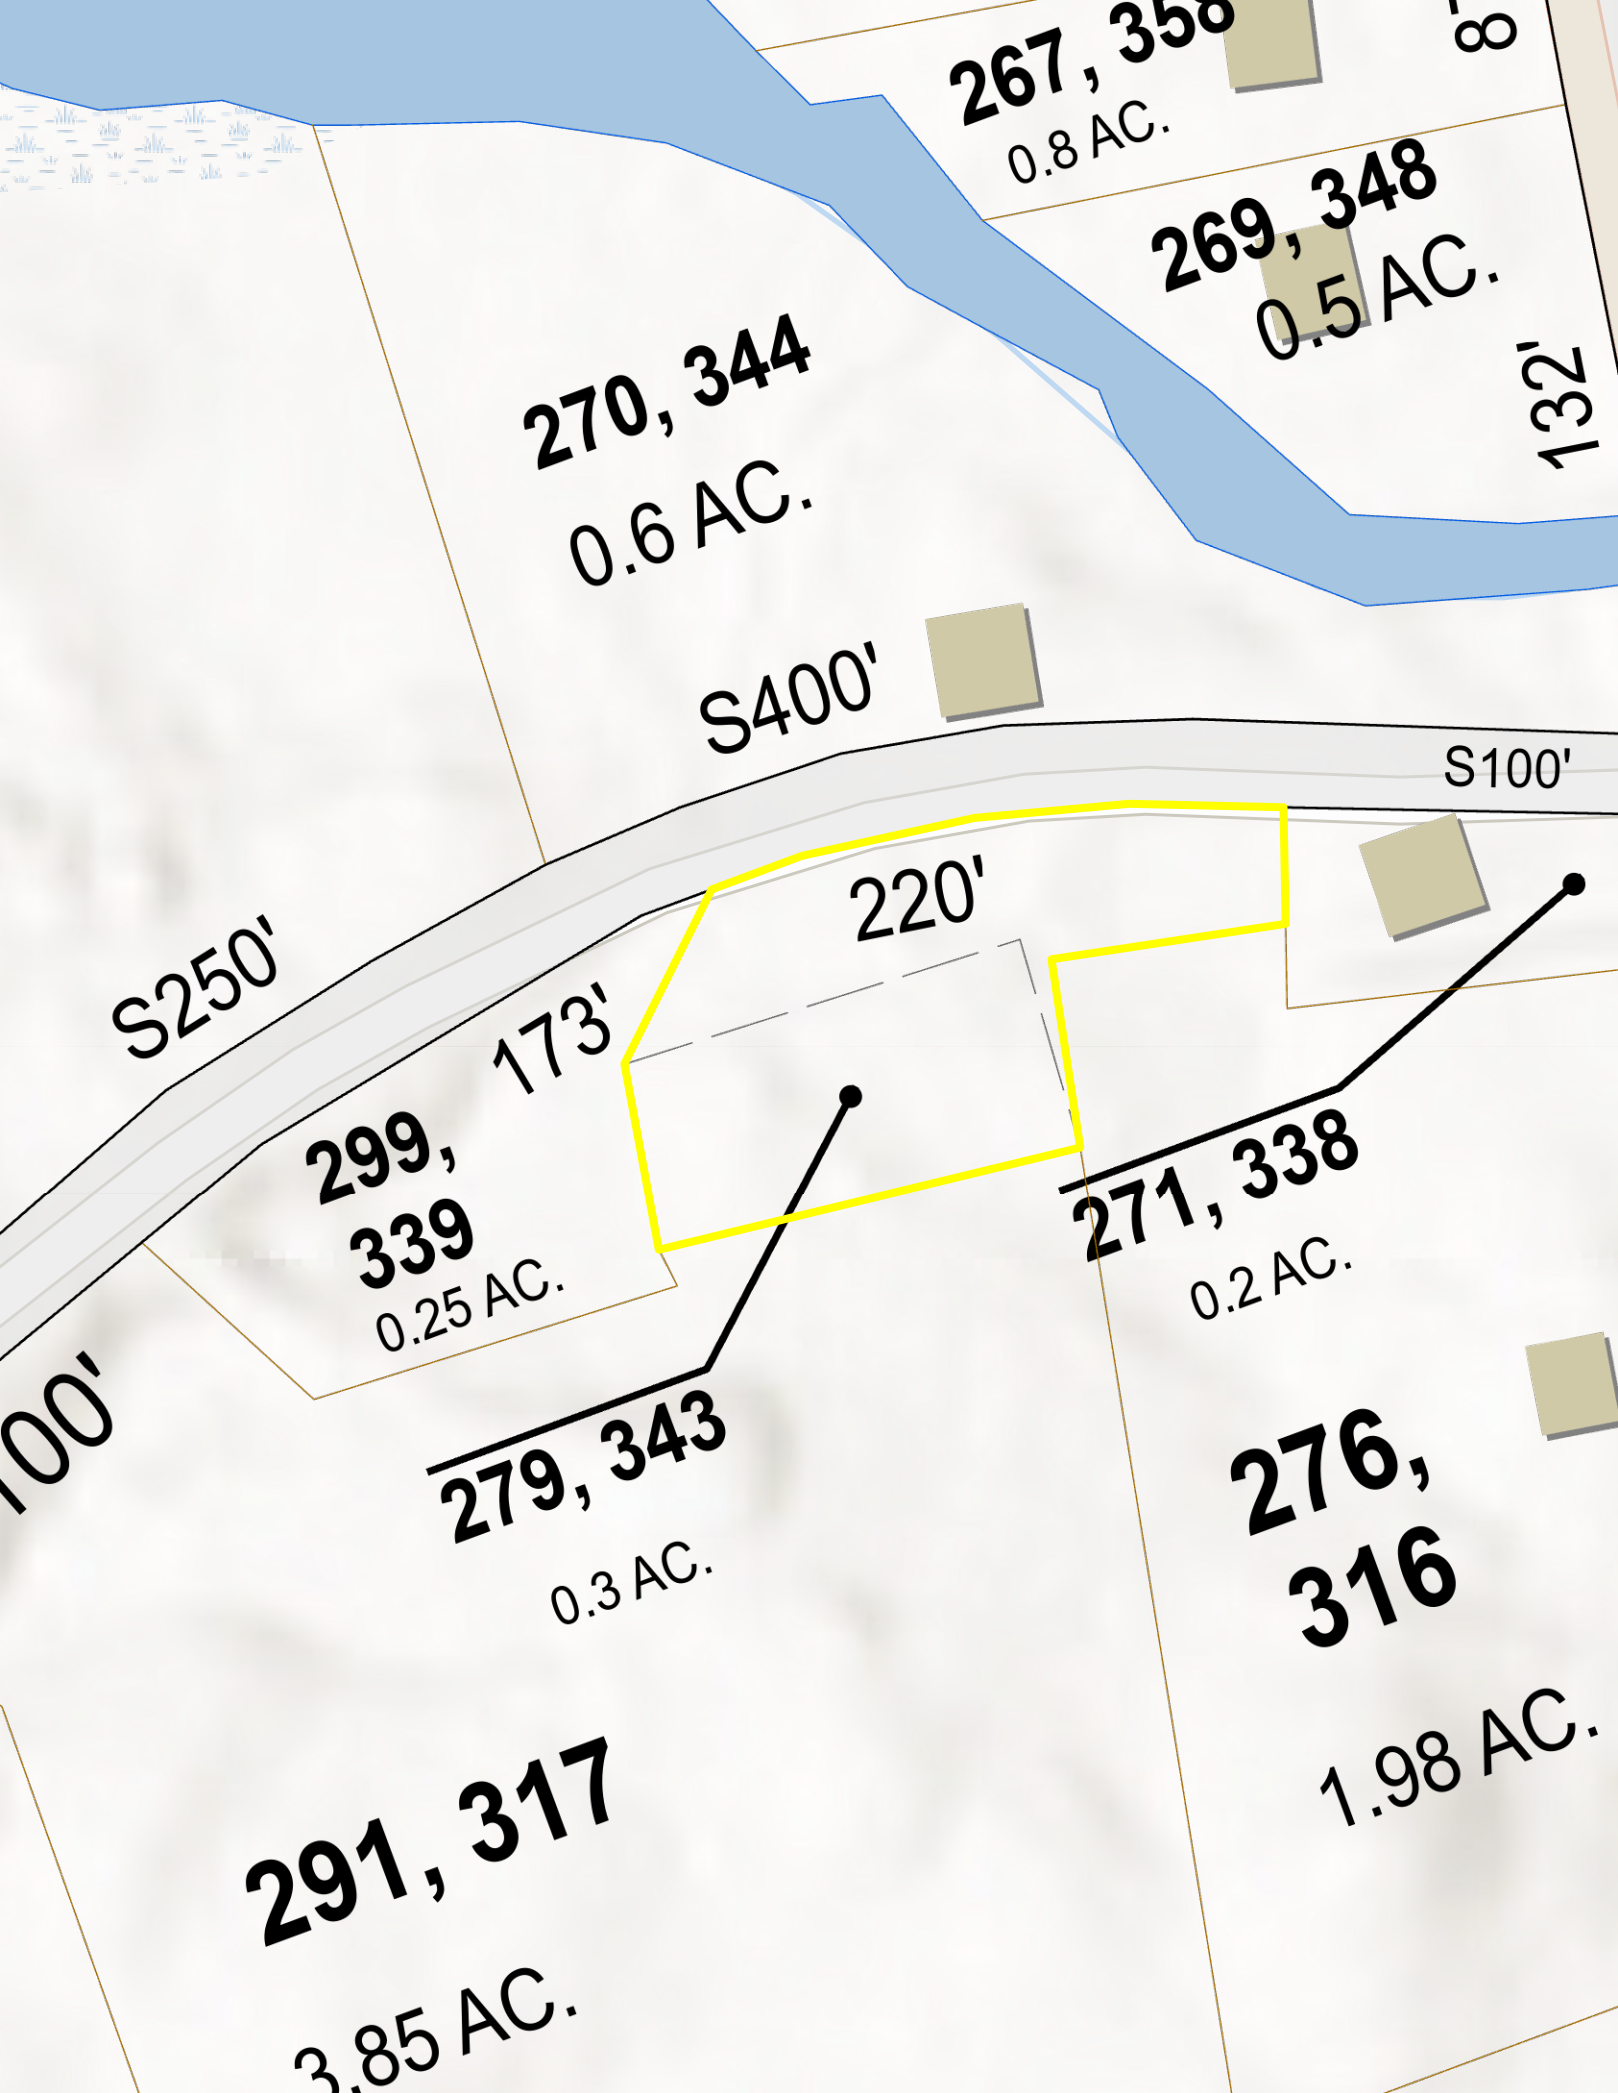 267, 358
0.8 AC.
8
269, 348
0.5 AC.
132'
270, 344
0.6 AC.
S400'
S100'
220'
S250'
173'
299,
339
0.25 AC.
271, 338
0.2 AC.
100'
279, 343
0.3 AC.
276,
316
1.98 AC.
291, 317
3.85 AC.